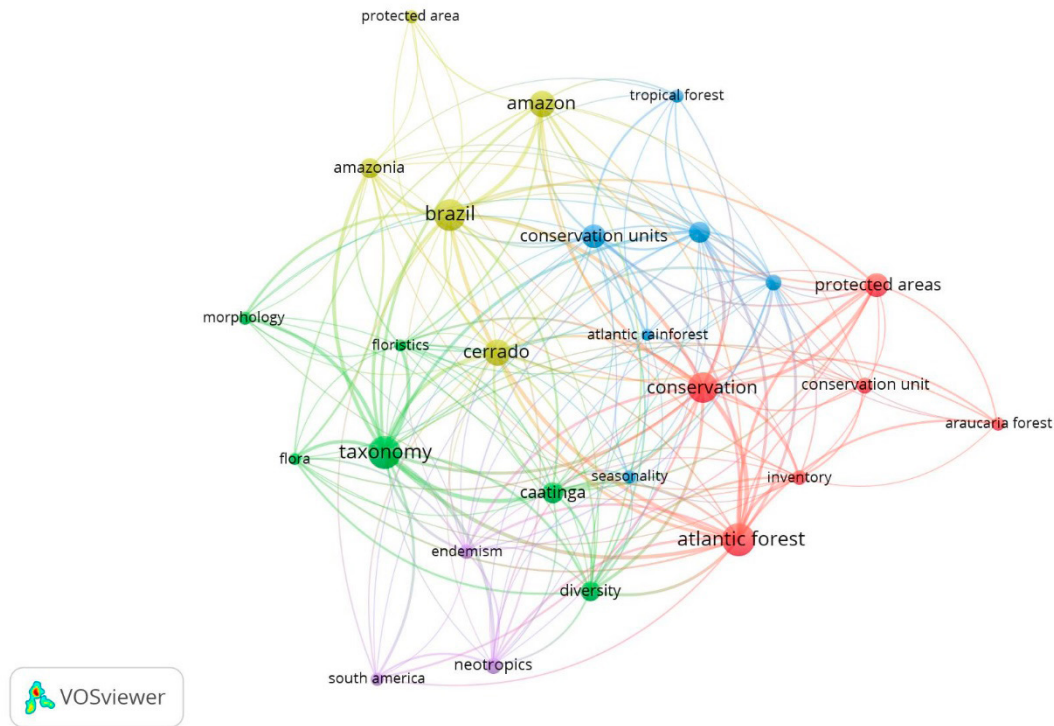 protected area
amazon
tropical forest
amazonia
brazil
conservation units
protected areas
morphology
floristics
atlantic rainforest
cerrado
conservation
conservation unit
araucaria forest
taxonomy
flora
seasonality
inventory
caatinga
atlantic forest
endemism
diversity
neotropics
south america
VOSviewer